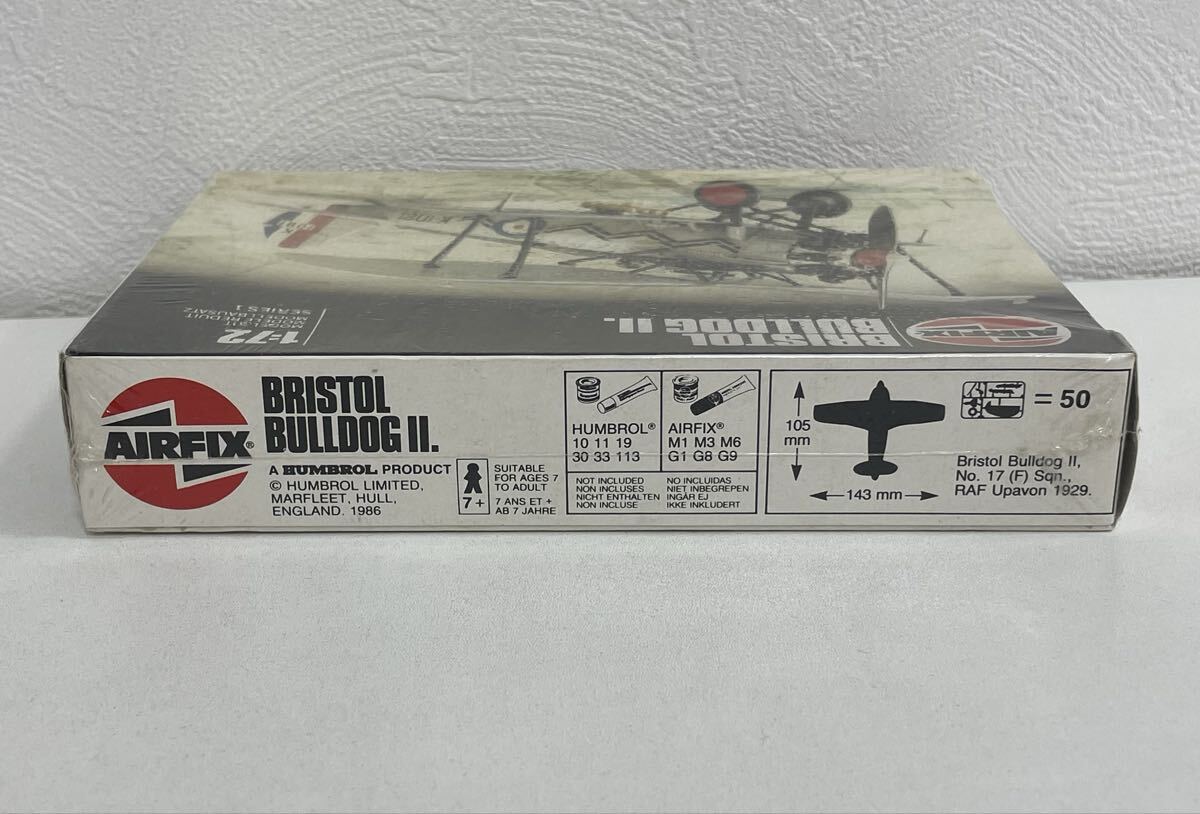 BRISTOL
BULLDOG II.
AIRFIX
1:72
SERIES 1
AIRFIX®
BRISTOL
BULLDOG II.
A HUMBROL PRODUCT
© HUMBROL LIMITED,
MARFLEET, HULL,
ENGLAND. 1986
7+
SUITABLE
FOR AGES 7
TO ADULT
7 ANS ET +
AB 7 JAHRE
HUMBROL®
10 11 19
30 33 113
NOT INCLUDED
NON INCLUSES
NICHT ENTHALTEN
NON INCLUSE
AIRFIX®
M1 M3 M6
G1 G8 G9
NO INCLUIDAS
NIET INBEGREPEN
INGÅR EJ
IKKE INKLUDERT
105
mm
143 mm
= 50
Bristol Bulldog II,
No. 17 (F) Sqn.,
RAF Upavon 1929.